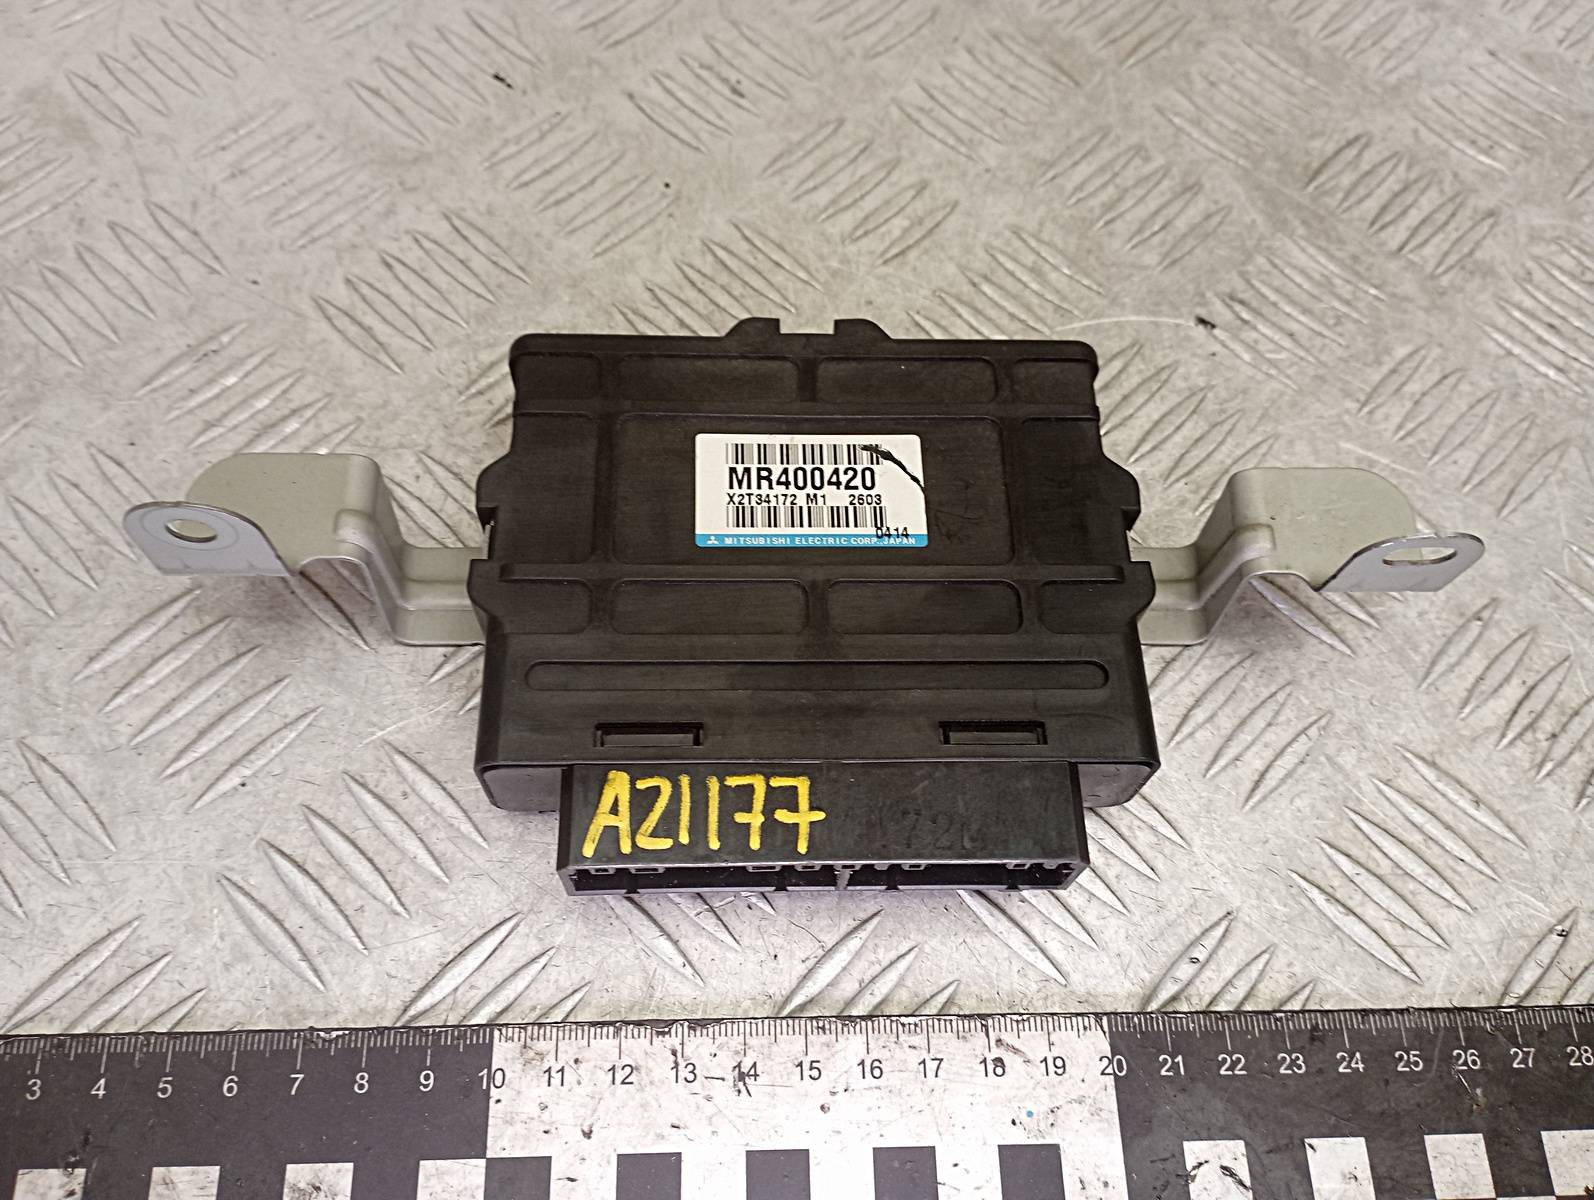 MR400420
X2T34172 M1 2603
0414
MITSUBISHI ELECTRIC CORP. JAPAN
A21177
3 4 5 6 7 8 9 10 11 12 13 14 15 16 17 18 19 20 21 22 23 24 25 26 27 28